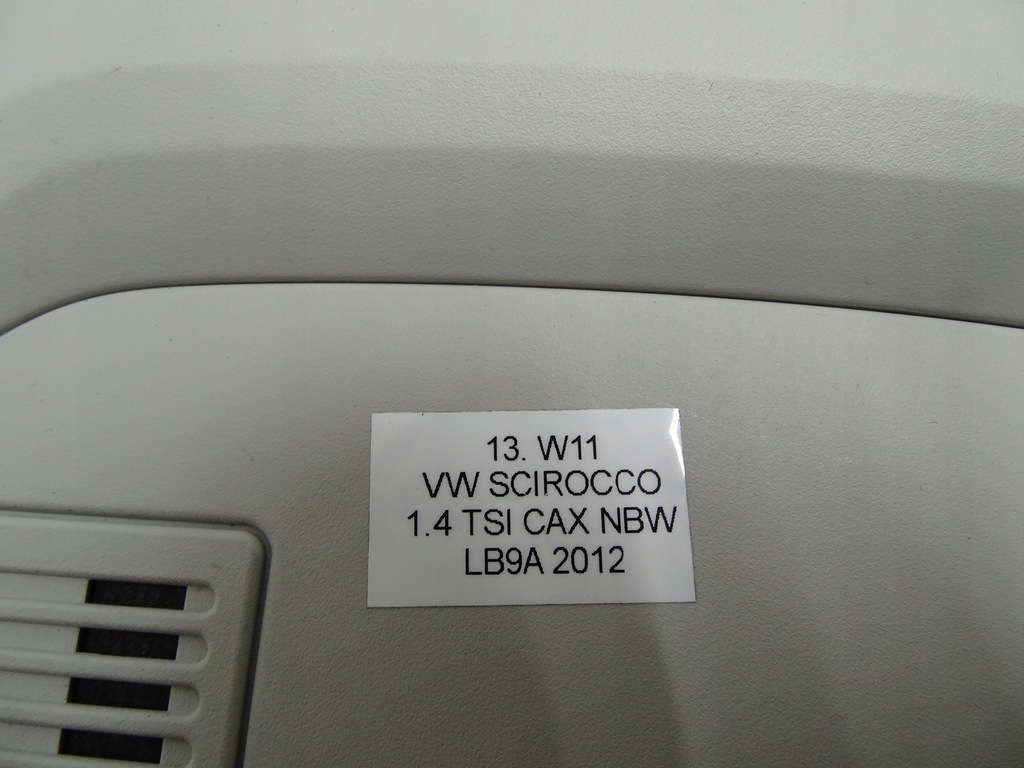 13. W11
VW SCIROCCO
1.4 TSI CAX NBW
LB9A 2012